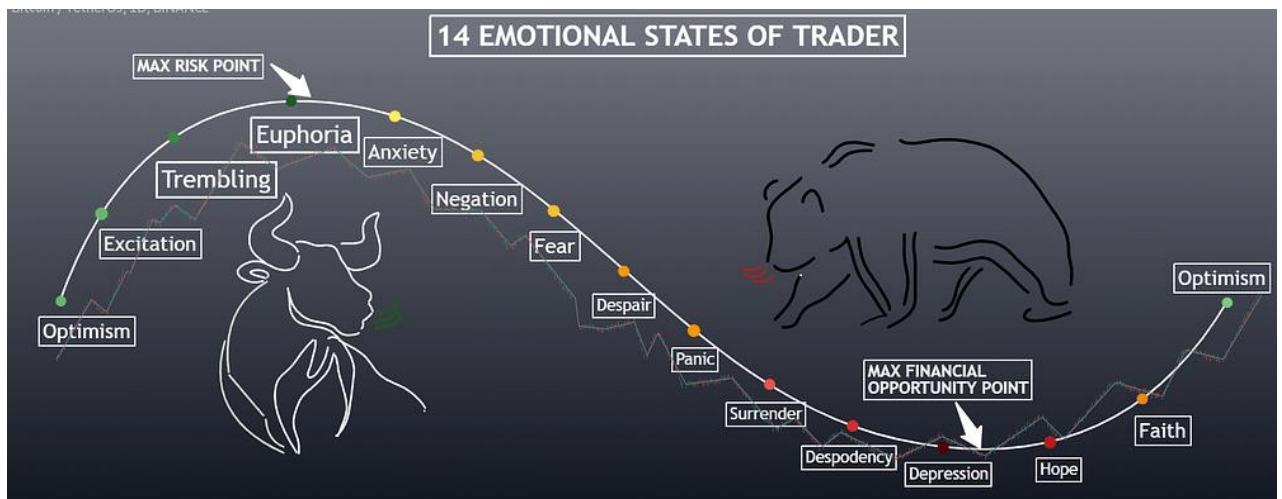 14 EMOTIONAL STATES OF TRADER
MAX RISK POINT
Optimism
Excitation
Trembling
Euphoria
Anxiety
Negation
Fear
Despair
Panic
Surrender
Despodency
Depression
MAX FINANCIAL
OPPORTUNITY POINT
Hope
Faith
Optimism